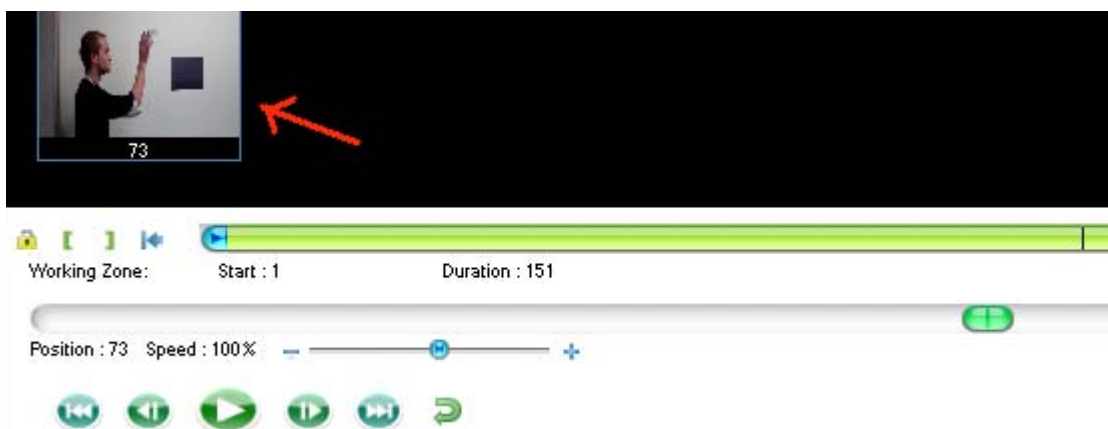 73
Working Zone: Start : 1 Duration : 151
Position : 73 Speed : 100%